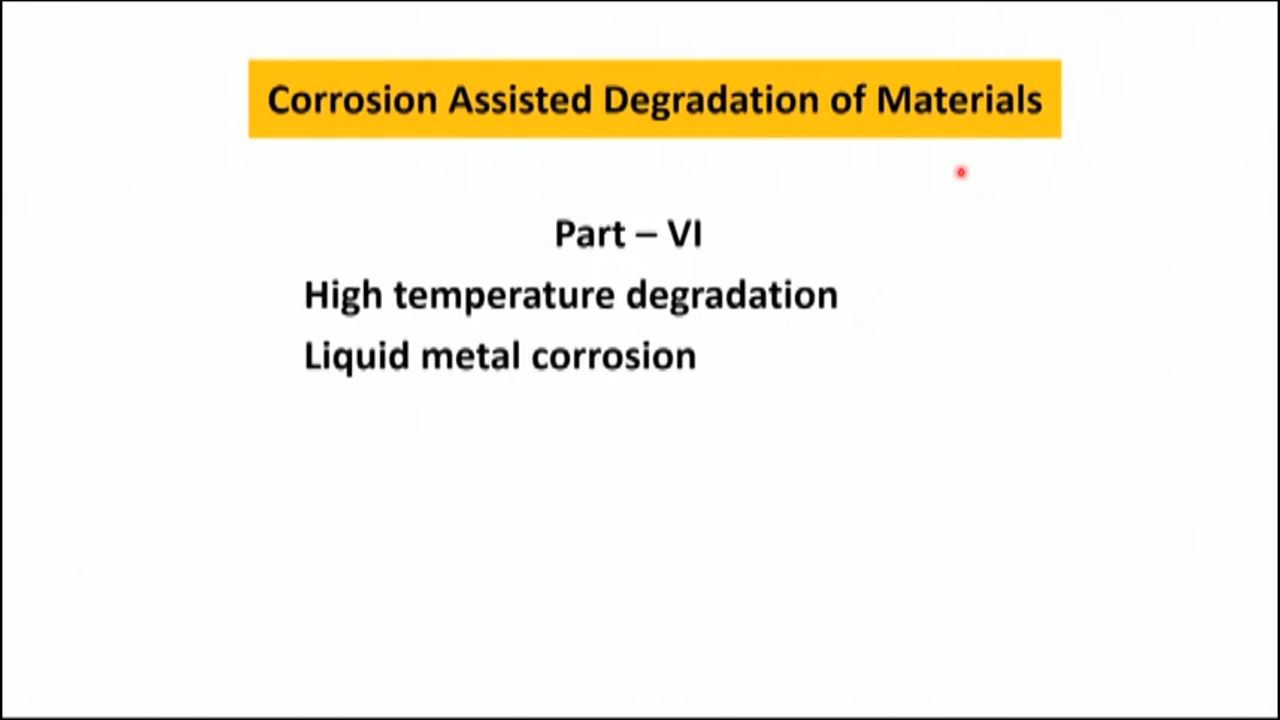 Corrosion Assisted Degradation of Materials
Part – VI
High temperature degradation
Liquid metal corrosion